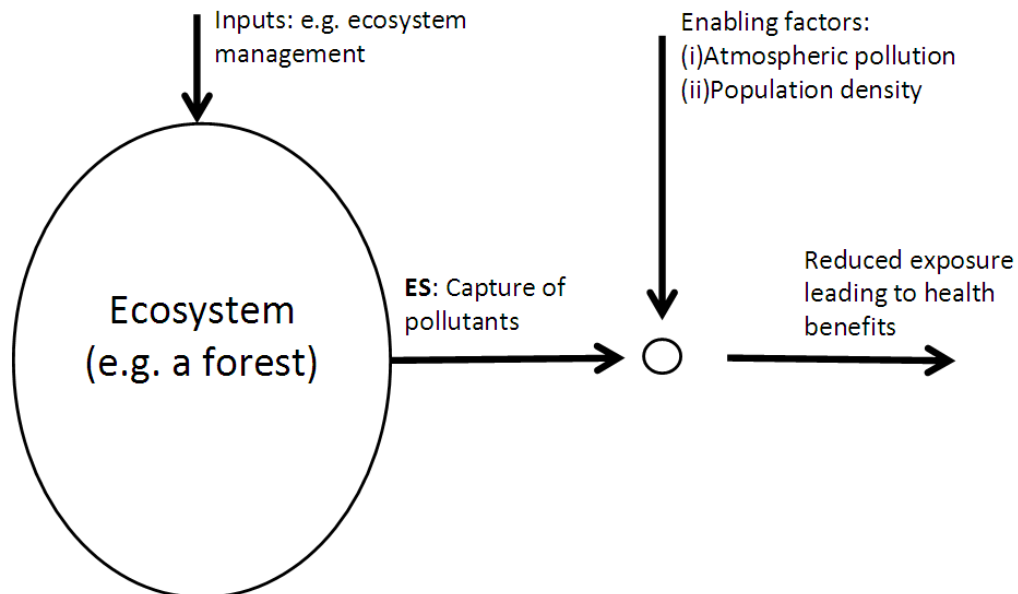 Inputs: e.g. ecosystem
management
Enabling factors:
(i)Atmospheric pollution
(ii)Population density
Ecosystem
(e.g. a forest)
ES: Capture of
pollutants
Reduced exposure
leading to health
benefits